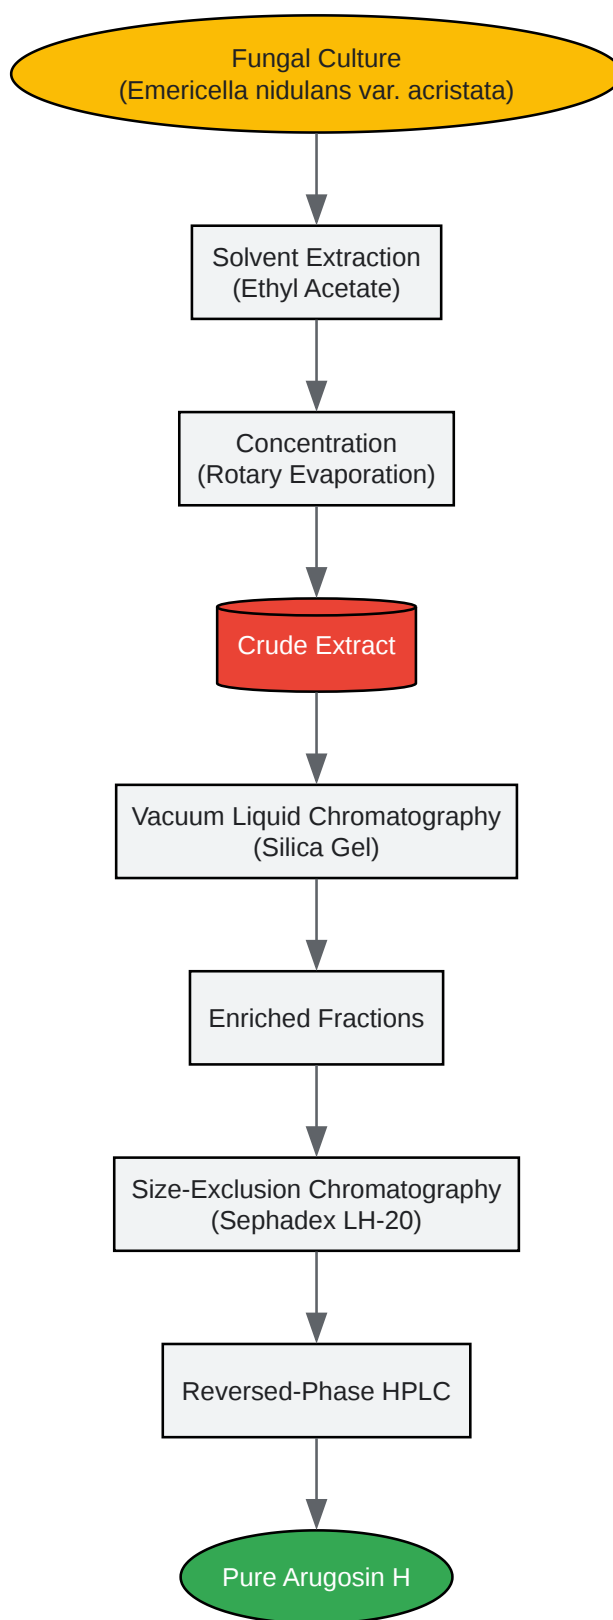 Fungal Culture
(Emericella nidulans var. acristata)
Solvent Extraction
(Ethyl Acetate)
Concentration
(Rotary Evaporation)
Crude Extract
Vacuum Liquid Chromatography
(Silica Gel)
Enriched Fractions
Size-Exclusion Chromatography
(Sephadex LH-20)
Reversed-Phase HPLC
Pure Arugosin H